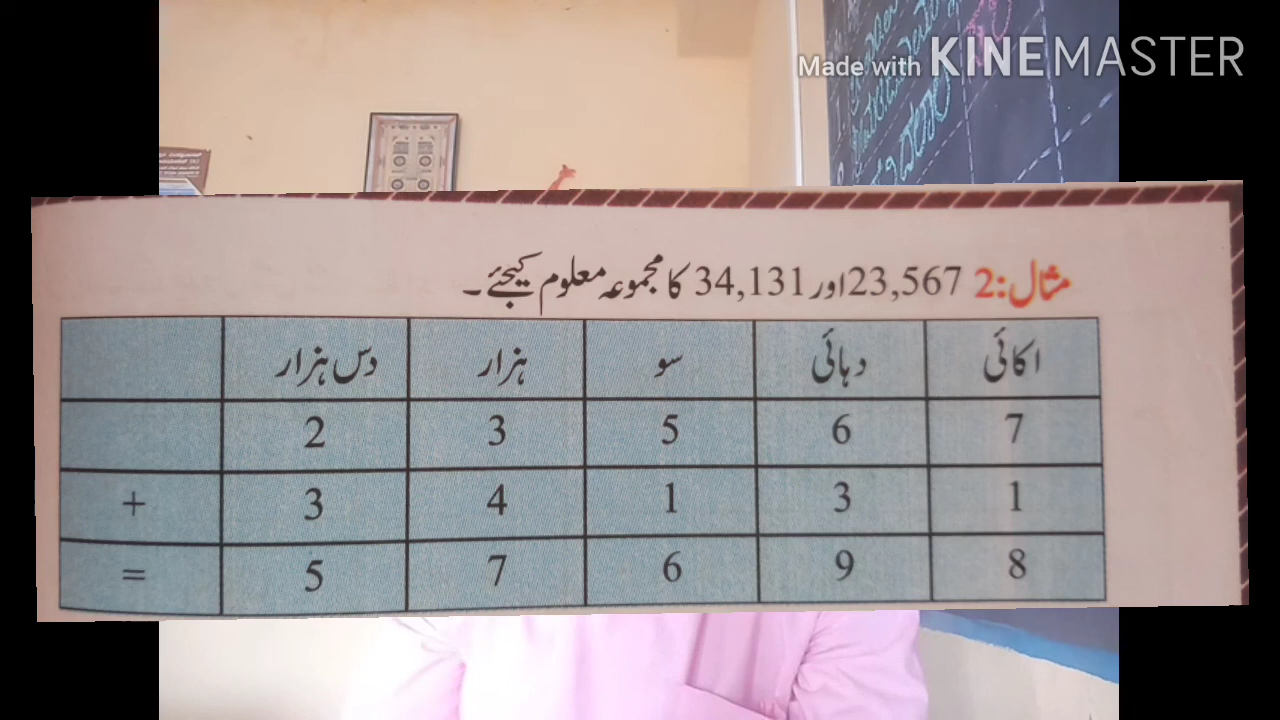 Made with KINEMASTER
مثال:2 23,567 اور 34,131 کا مجموعہ معلوم کیجئے۔
اکائی دہائی سو ہزار دس ہزار
7 6 5 3 2
1 3 1 4 3 +
8 9 6 7 5 =